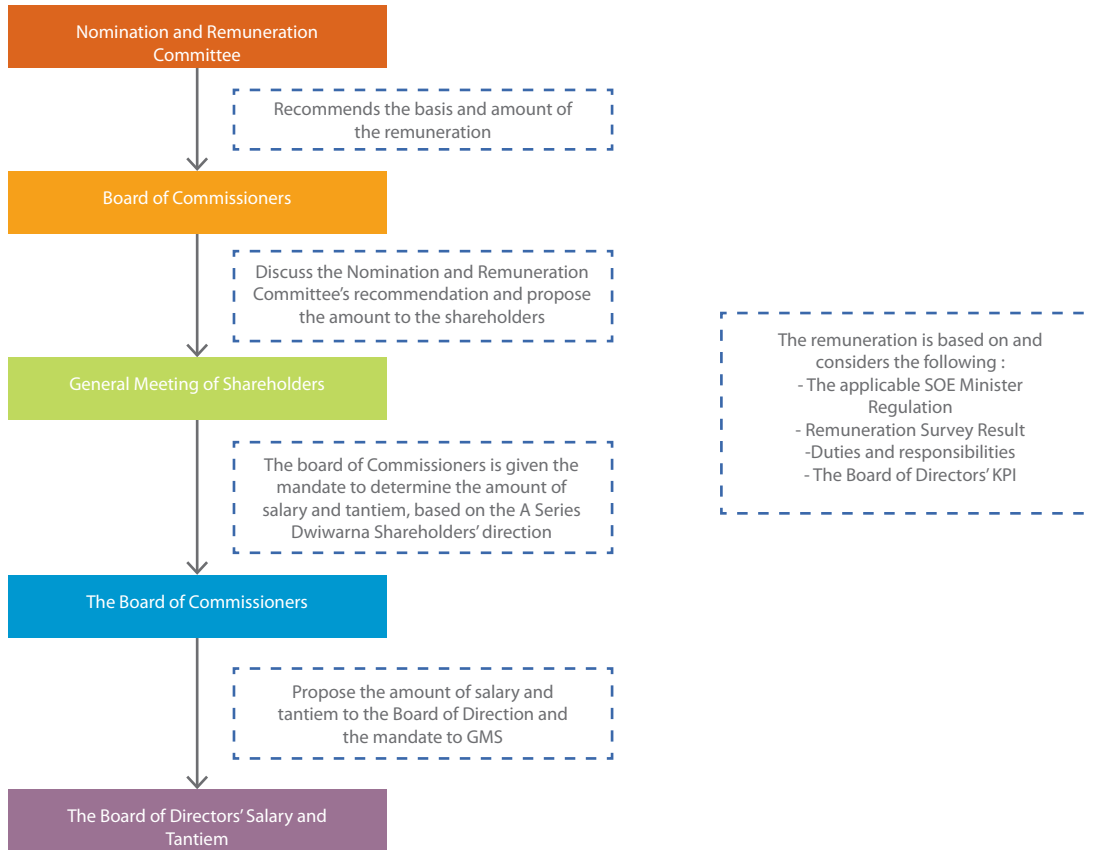 Nomination and Remuneration
Committee
Recommends the basis and amount of
the remuneration
Board of Commissioners
Discuss the Nomination and Remuneration
Committee's recommendation and propose
the amount to the shareholders
General Meeting of Shareholders
The board of Commissioners is given the
mandate to determine the amount of
salary and tantiem, based on the A Series
Dwiwarna Shareholders' direction
The Board of Commissioners
Propose the amount of salary and
tantiem to the Board of Direction and
the mandate to GMS
The Board of Directors' Salary and
Tantiem
The remuneration is based on and
considers the following :
- The applicable SOE Minister
Regulation
- Remuneration Survey Result
-Duties and responsibilities
- The Board of Directors' KPI